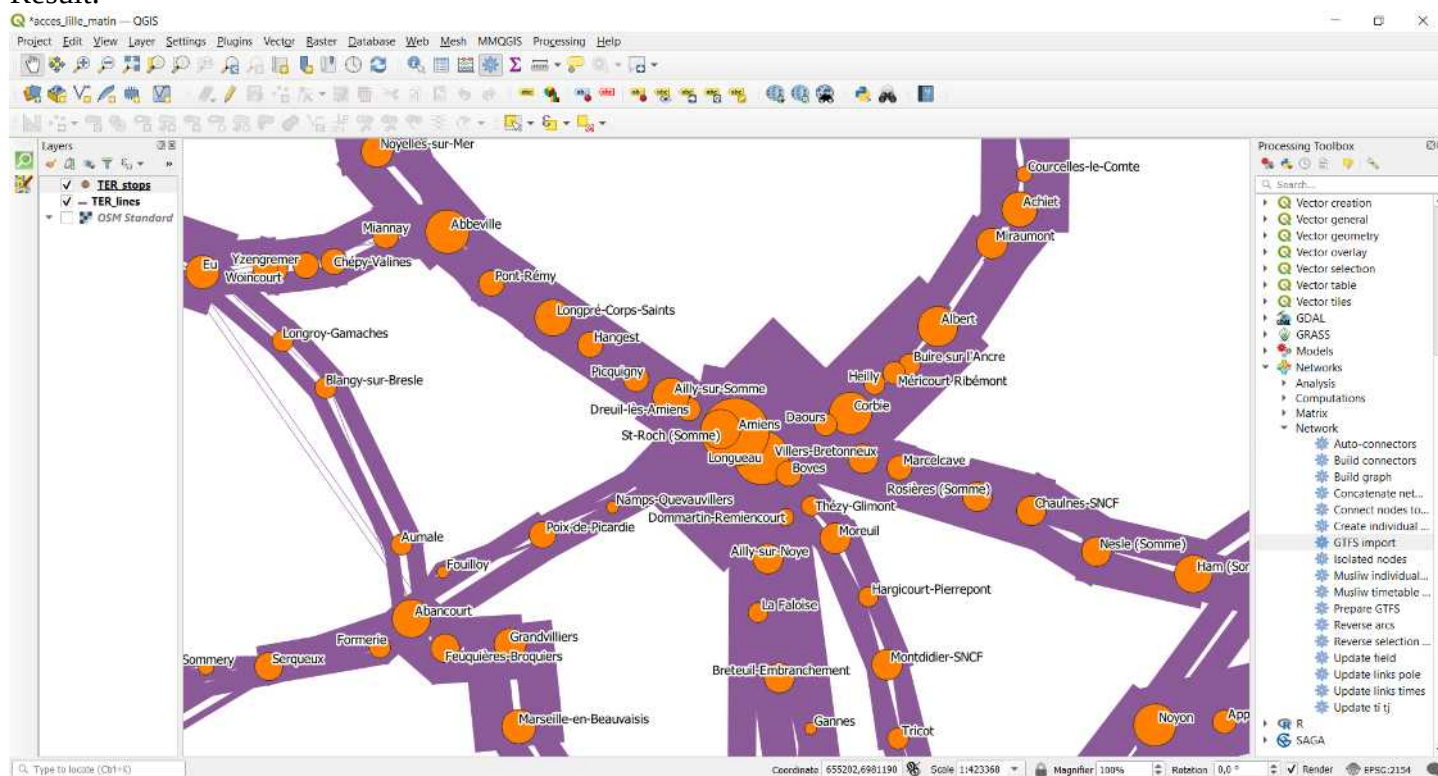 Result:
*acces_lille_matin — QGIS
Project Edit View Layer Settings Plugins Vector Raster Database Web Mesh MMQGIS Processing Help
Layers
TER_stops
TER_lines
OSM Standard
Noyelles-sur-Mer
Courcelles-le-Comte
Achiet
Abbeville
Miannay
Miraumont
Eu
Yzengremer
Chépy-Valines
Woincourt
Pont-Rémy
Longpré-Corps-Saints
Albert
Longroy-Gamaches
Hangest
Buire sur l'Ancre
Picquigny
Heilly
Méricourt Ribémont
Blangy-sur-Bresle
Ailly-sur-Somme
Dreuil-lès-Amiens
Daours
Corbie
Amiens
St-Roch (Somme)
Villers-Bretonneux
Longueau
Marcelcave
Boves
Rosières (Somme)
Namps-Quevauvillers
Thézy-Glimont
Chaulnes-SNCF
Dommartin-Remiencourt
Poix-de-Picardie
Moreuil
Aumale
Nesle (Somme)
Ailly-sur-Noye
Fouilloy
Ham (Som
Hargicourt-Pierrepont
La Faloise
Abancourt
Formerie
Grandvilliers
Sommery
Serqueux
Feuquières-Broquiers
Montdidier-SNCF
Breteuil-Embranchement
Marseille-en-Beauvaisis
Gannes
Noyon
App
Tricot
Processing Toolbox
Search...
Vector creation
Vector general
Vector geometry
Vector overlay
Vector selection
Vector table
Vector tiles
GDAL
GRASS
Models
Networks
Analysis
Computations
Matrix
Network
Auto-connectors
Build connectors
Build graph
Concatenate net...
Connect nodes to...
Create individual ...
GTFS import
Isolated nodes
Musliw individual...
Musliw timetable ...
Prepare GTFS
Reverse arcs
Reverse selection ...
Update field
Update links pole
Update links times
Update ti tj
R
SAGA
Type to locate (Ctrl+K)
Coordinate 655202,6981190 Scale 1:423368 Magnifier 100% Rotation 0,0 ° Render EPSG:2154